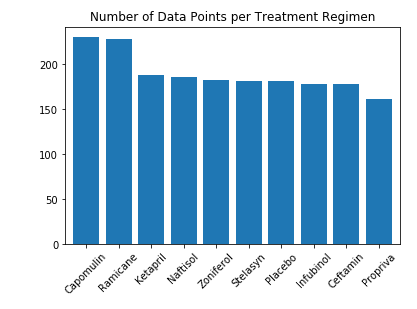 Number of Data Points per Treatment Regimen
200
150
100
50
0
Capomulin
Ramicane
Ketapril
Naftisol
Zoniferol
Stelasyn
Placebo
Infubinol
Ceftamin
Propriva